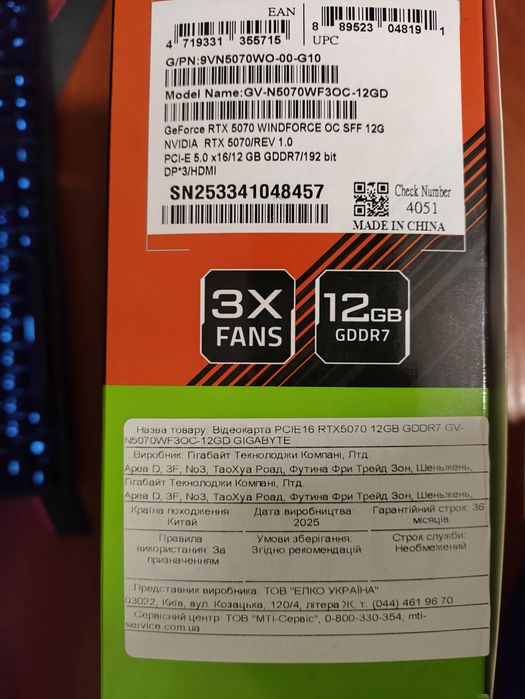 EAN
4 719331 355715
8 89523 04819 1
UPC
G/PN:9VN5070WO-00-G10
Model Name:GV-N5070WF3OC-12GD
GeForce RTX 5070 WINDFORCE OC SFF 12G
NVIDIA RTX 5070/REV 1.0
PCI-E 5.0 x16/12 GB GDDR7/192 bit
DP*3/HDMI
SN253341048457
Check Number
4051
MADE IN CHINA
3X
FANS
12GB
GDDR7
Назва товару: Відеокарта PCIE16 RTX5070 12GB GDDR7 GV-
N5070WF3OC-12GD GIGABYTE
Виробник: Гігабайт Текнолоджи Компані, Лтд.
Ареа D, 3F, No3, ТаоХуа Роад, Футина Фри Трейд Зон, Шеньжень,
Гігабайт Текнолоджи Компані, Лтд.
Ареа D, 3F, No3, ТаоХуа Роад, Футина Фри Трейд Зон, Шеньжень,
Країна походження: Дата виробництва: Гарантійний строк: 36
Китай 2025 місяців
Правила Умови зберігання: Строк служби:
використання: За Згідно рекомендацій Необмежений
призначенням
Представник виробника: ТОВ "ЕЛКО УКРАЇНА"
03022, Київ, вул. Козацька, 120/4, літера Ж, т. (044) 461 96 70
Сервісний центр: ТОВ "МТІ-Сервіс", 0-800-330-354, mti-
service.com.ua